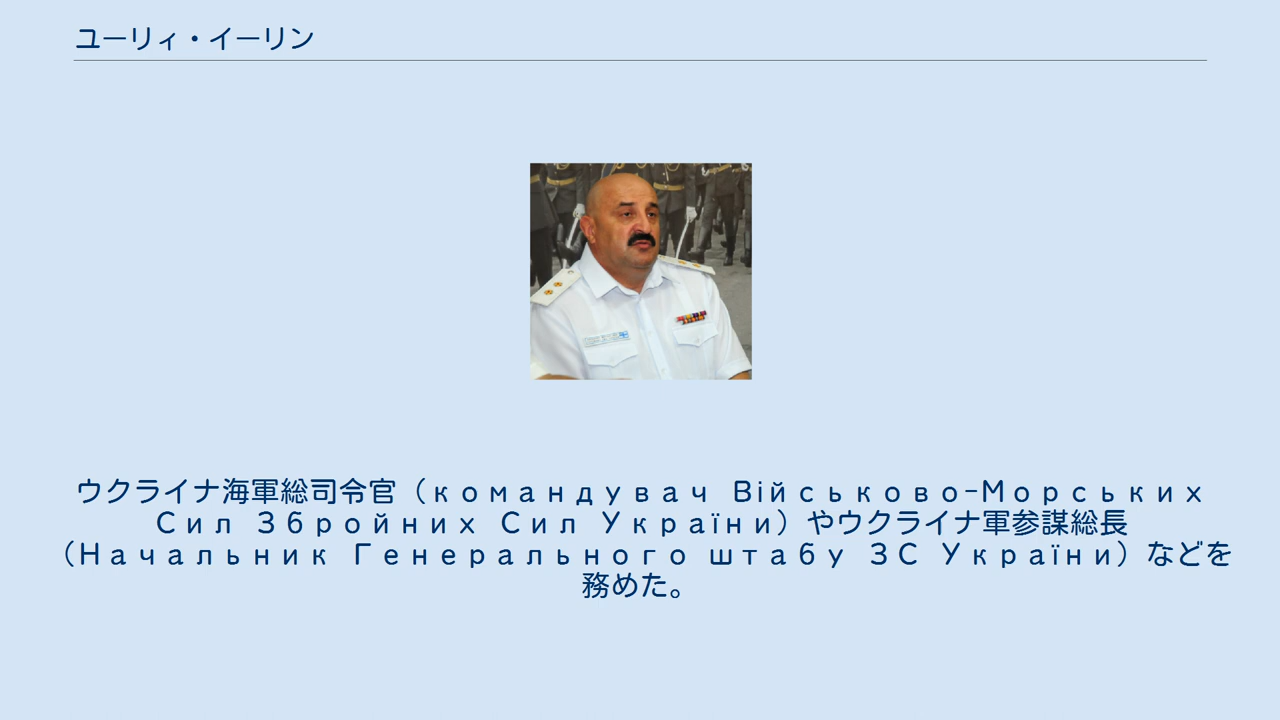 ユーリィ・イーリン
ウクライナ海軍総司令官（командувач Військово-Морських
Сил Збройних Сил України）やウクライナ軍参謀総長
（Начальник Генерального штабу ЗС України）などを
務めた。